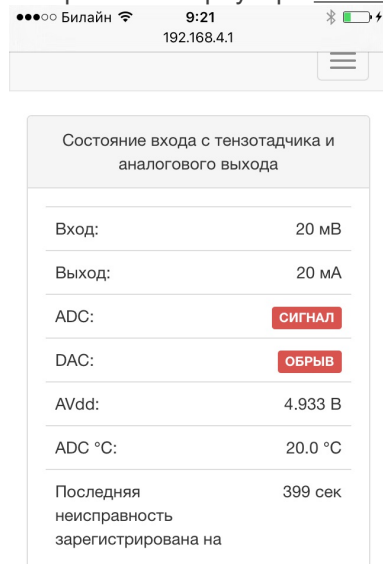 Билайн 9:21
192.168.4.1
Состояние входа с тензотадчика и
аналогового выхода
Вход: 20 мВ
Выход: 20 мА
ADC: СИГНАЛ
DAC: ОБРЫВ
AVdd: 4.933 В
ADC °C: 20.0 °C
Последняя 399 сек
неисправность
зарегистрирована на